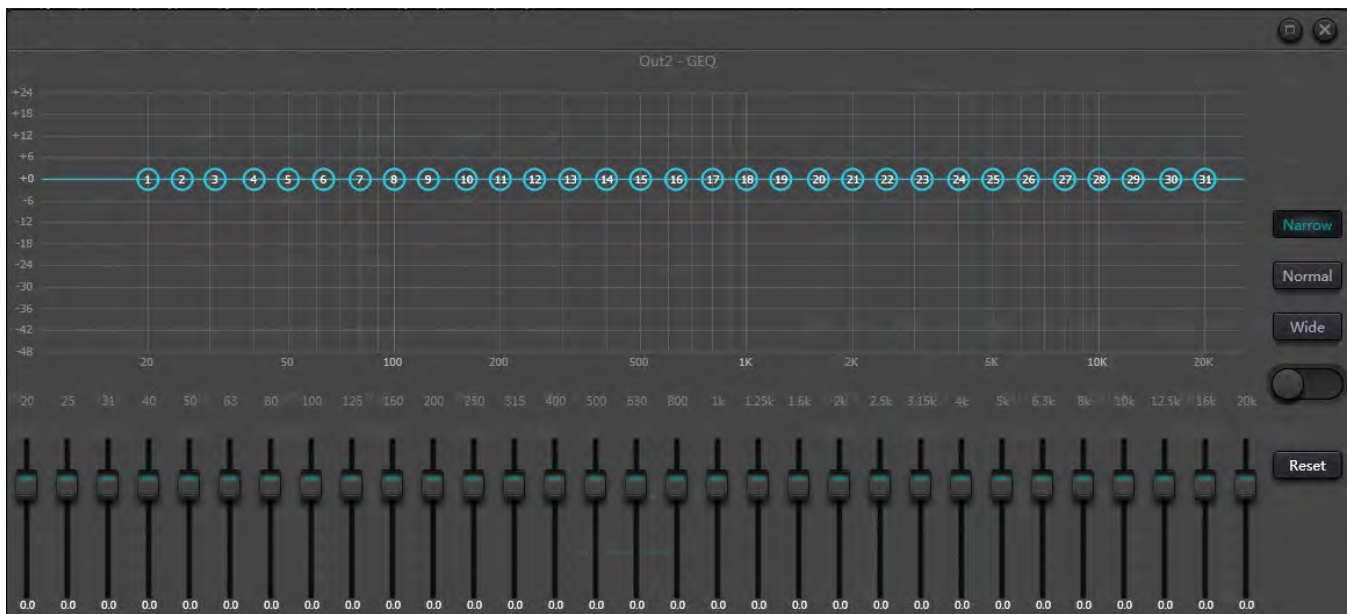 Out2 - GEQ
+24
+18
+12
+6
+0
1 2 3 4 5 6 7 8 9 10 11 12 13 14 15 16 17 18 19 20 21 22 23 24 25 26 27 28 29 30 31
-6
-12
-18
Narrow
-24
Normal
-30
-36
Wide
-42
-48
20 50 100 200 500 1K 2K 5K 10K 20K
20 25 31 40 50 63 80 100 125 160 200 250 315 400 500 630 800 1k 1.25k 1.6k 2k 2.5k 3.15k 4k 5k 6.3k 8k 10k 12.5k 16k 20k
Reset
0.0 0.0 0.0 0.0 0.0 0.0 0.0 0.0 0.0 0.0 0.0 0.0 0.0 0.0 0.0 0.0 0.0 0.0 0.0 0.0 0.0 0.0 0.0 0.0 0.0 0.0 0.0 0.0 0.0 0.0 0.0